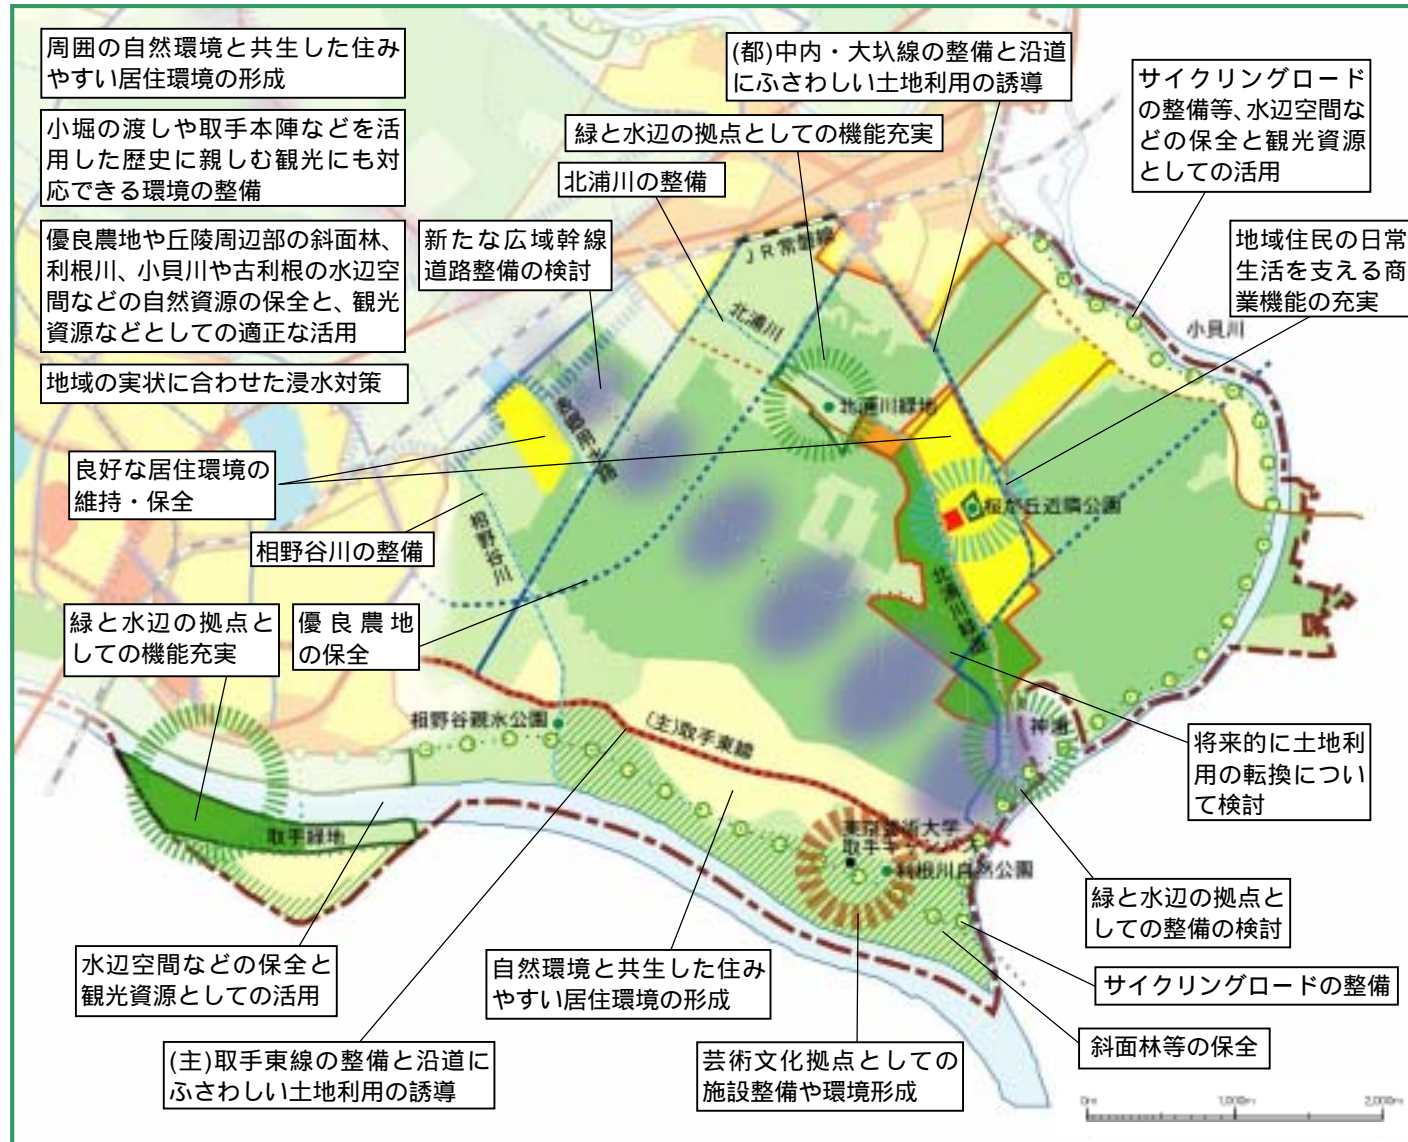 周囲の自然環境と共生した住み
やすい居住環境の形成
小堀の渡しや取手本陣などを活
用した歴史に親しむ観光にも対
応できる環境の整備
優良農地や丘陵周辺部の斜面林、
利根川、小貝川や古利根の水辺空
間などの自然資源の保全と、観光
資源などとしての適正な活用
地域の実状に合わせた浸水対策
(都)中内・大圦線の整備と沿道
にふさわしい土地利用の誘導
緑と水辺の拠点としての機能充実
北浦川の整備
新たな広域幹線
道路整備の検討
サイクリングロード
の整備等、水辺空間な
どの保全と観光資源
としての活用
地域住民の日常
生活を支える商
業機能の充実
JR常磐線
北浦川
小貝川
北浦川緑地
桜が丘近隣公園
良好な居住環境の
維持・保全
相野谷川の整備
相野谷川
北浦川緑地
緑と水辺の拠点と
しての機能充実
優良農地
の保全
相野谷親水公園
(主)取手東線
神浦
将来的に土地利
用の転換につい
て検討
取手緑地
東京芸術大学
取手キャンパス
利根川自然公園
緑と水辺の拠点と
しての整備の検討
水辺空間などの保全と
観光資源としての活用
自然環境と共生した住み
やすい居住環境の形成
サイクリングロードの整備
斜面林等の保全
(主)取手東線の整備と沿道に
ふさわしい土地利用の誘導
芸術文化拠点としての
施設整備や環境形成
0m 1,000m 2,000m